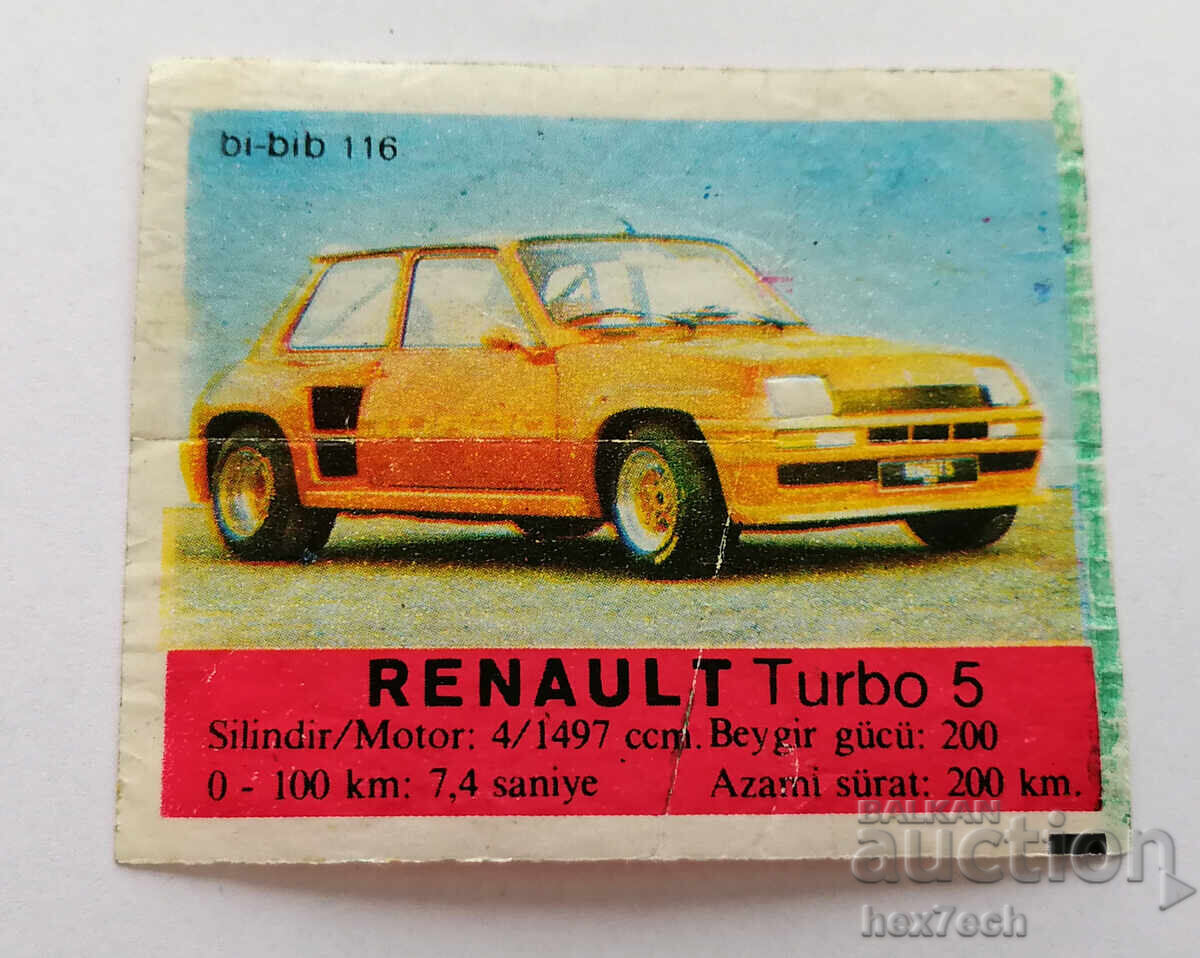 bi-bib 116
RENAULT Turbo 5
Silindir/Motor: 4/1497 ccm. Beygir gücü: 200
0 - 100 km: 7,4 saniye Azami sürat: 200 km.
BALKAN
auction
hex7ech